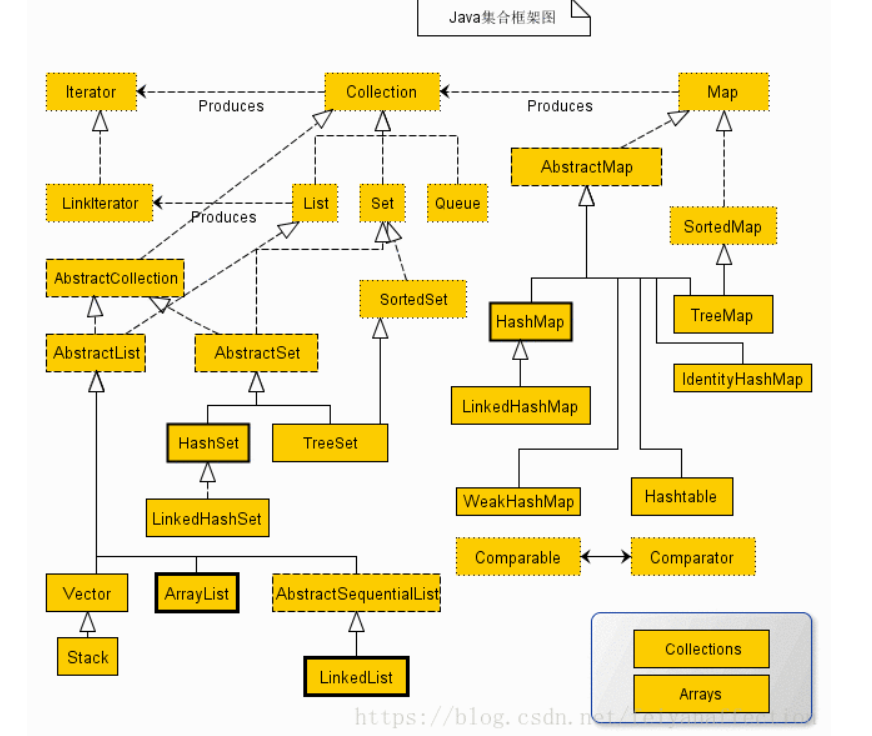 Java集合框架图
Iterator
Produces
Collection
Produces
Map
AbstractMap
LinkIterator
Produces
List
Set
Queue
SortedMap
AbstractCollection
SortedSet
HashMap
TreeMap
AbstractList
AbstractSet
IdentityHashMap
LinkedHashMap
HashSet
TreeSet
WeakHashMap
Hashtable
LinkedHashSet
Comparable
Comparator
Vector
ArrayList
AbstractSequentialList
Stack
LinkedList
Collections
Arrays
https://blog.csdn.net/